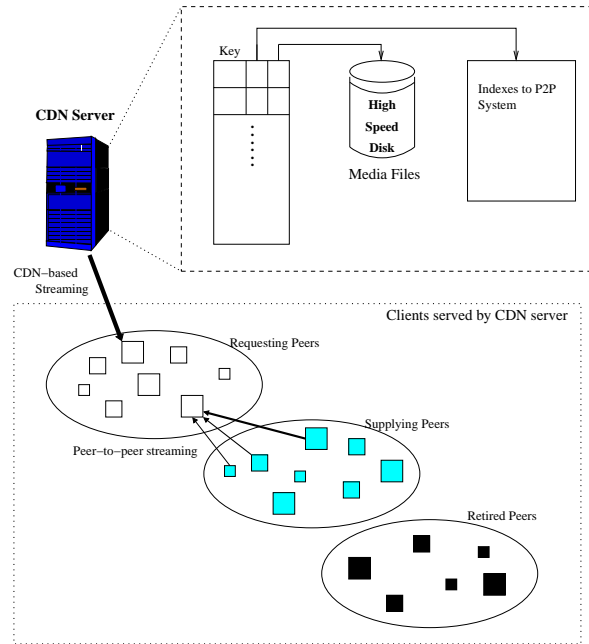 Key
High
Speed
Disk
Media Files
Indexes to P2P
System
CDN Server
CDN−based
Streaming
Clients served by CDN server
Requesting Peers
Peer−to−peer streaming
Supplying Peers
Retired Peers